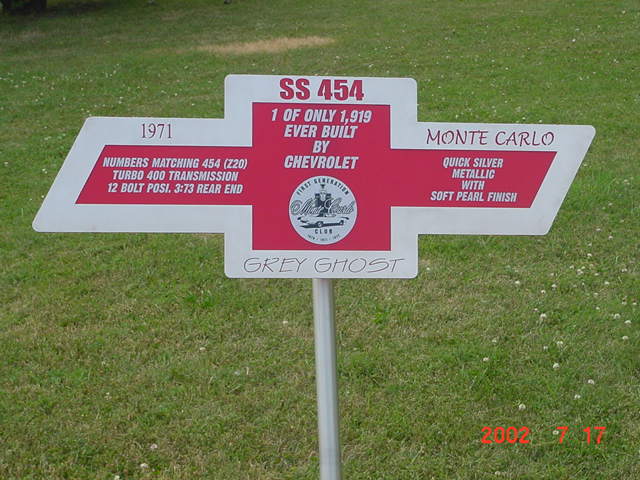 SS 454
1 OF ONLY 1,919
EVER BUILT
BY
CHEVROLET
1971
NUMBERS MATCHING 454 (Z20)
TURBO 400 TRANSMISSION
12 BOLT POSI. 3:73 REAR END
MONTE CARLO
QUICK SILVER
METALLIC
WITH
SOFT PEARL FINISH
FIRST GENERATION
Monte Carlo
CLUB
GREY GHOST
2002 7 17